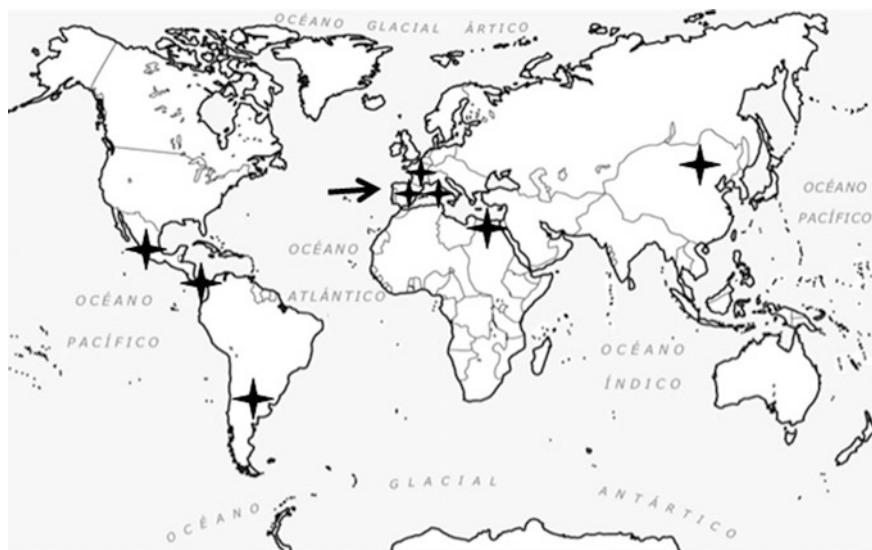 OCÉANO GLACIAL ÁRTICO
OCÉANO
PACÍFICO
OCÉANO
ATLÁNTICO
OCÉANO
PACÍFICO
OCÉANO
ÍNDICO
OCÉANO GLACIAL ANTÁRTICO